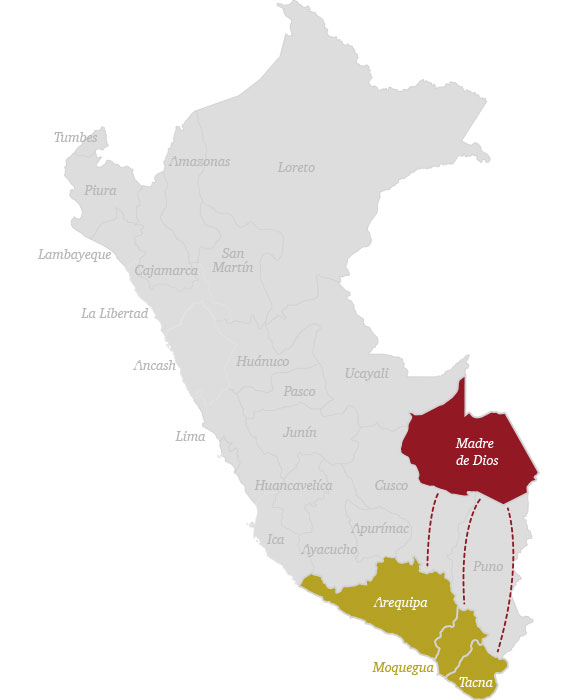 Tumbes
Amasonas
Loreto
Piura
Lambayeque
San
Martín
Cajamarca
La Libertad
Ancash
Huánuco
Ucayali
Pasco
Lima
Junín
Madre
de Dios
Huancavelíca
Cusco
Apurímac
Ica
Ayacucho
Puno
Arequipa
Moquegua
Tacna